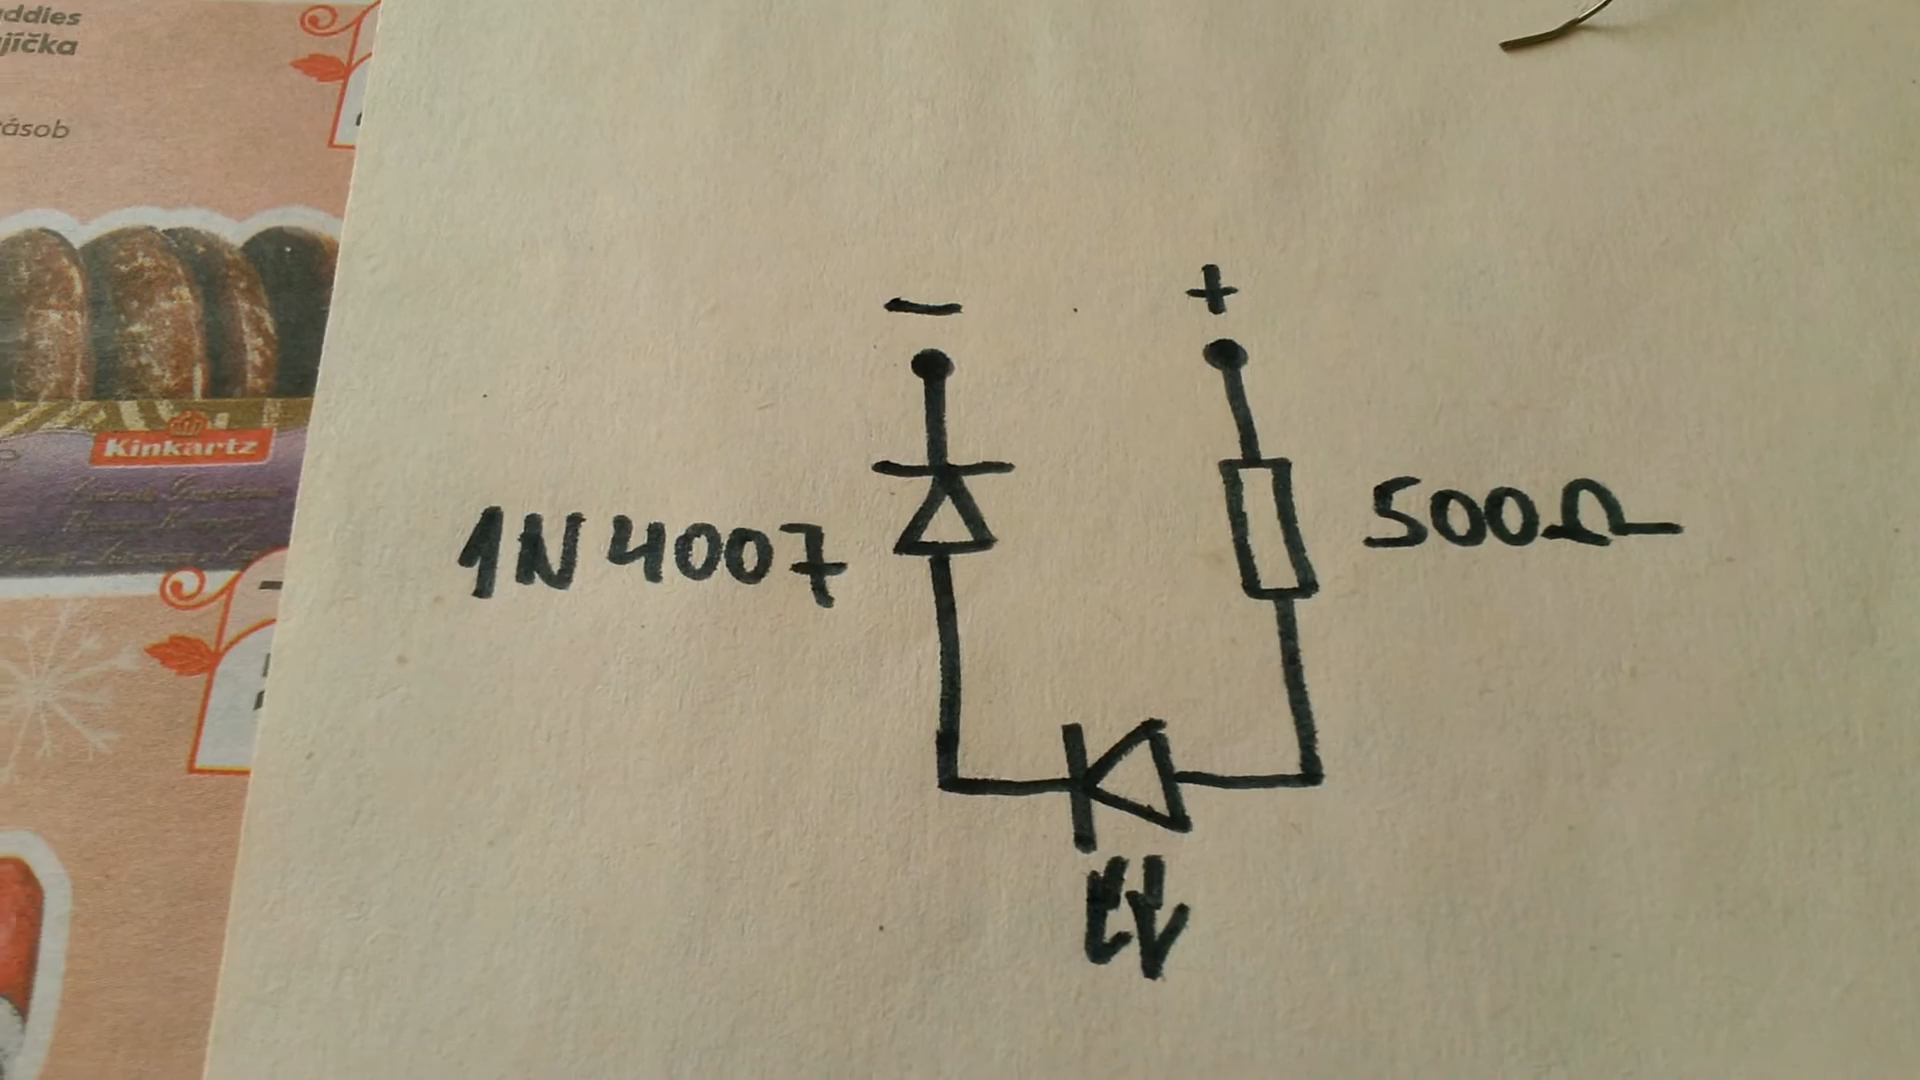 ddies
jíčka
ásob
Kinkartz
− +
1N4007
500Ω